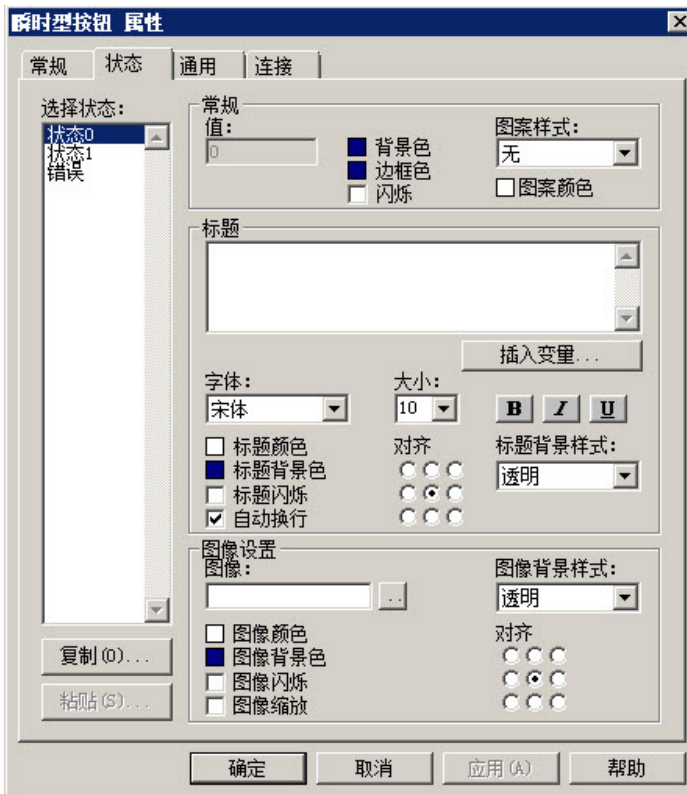 瞬时型按钮 属性
常规
状态
通用
连接
选择状态:
状态0
状态1
错误
复制(O)...
粘贴(S)...
常规
值:
0
背景色
边框色
闪烁
图案样式:
无
图案颜色
标题
插入变量...
字体:
宋体
大小:
10
B I U
标题颜色
标题背景色
标题闪烁
自动换行
对齐
标题背景样式:
透明
图像设置
图像:
..
图像背景样式:
透明
图像颜色
图像背景色
图像闪烁
图像缩放
对齐
确定
取消
应用(A)
帮助